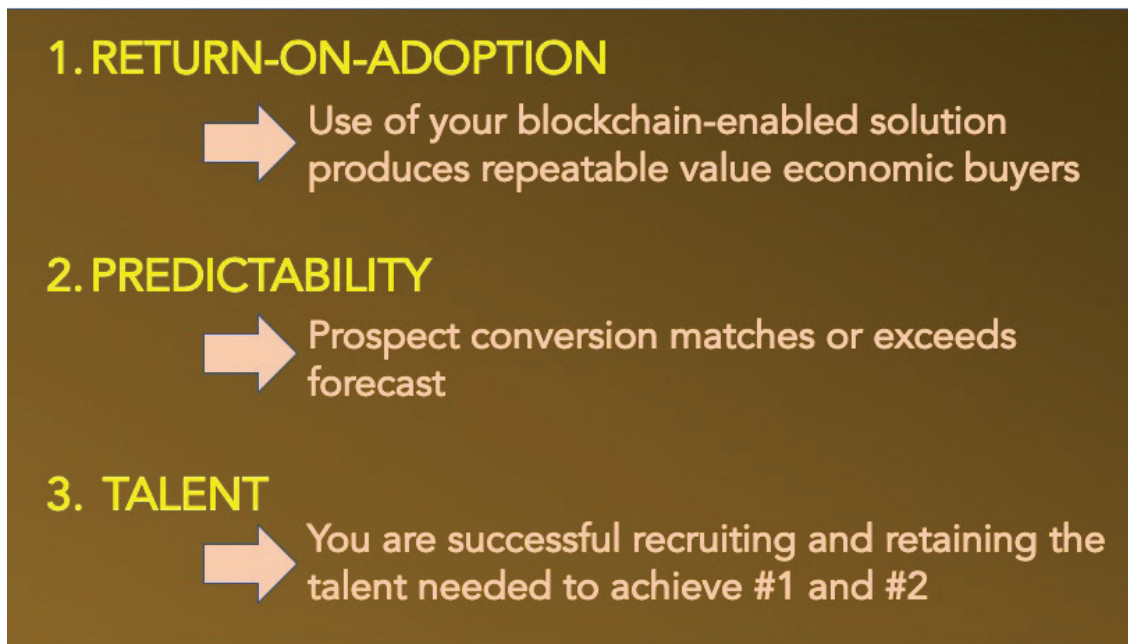 1. RETURN-ON-ADOPTION
Use of your blockchain-enabled solution
produces repeatable value economic buyers
2. PREDICTABILITY
Prospect conversion matches or exceeds
forecast
3. TALENT
You are successful recruiting and retaining the
talent needed to achieve #1 and #2